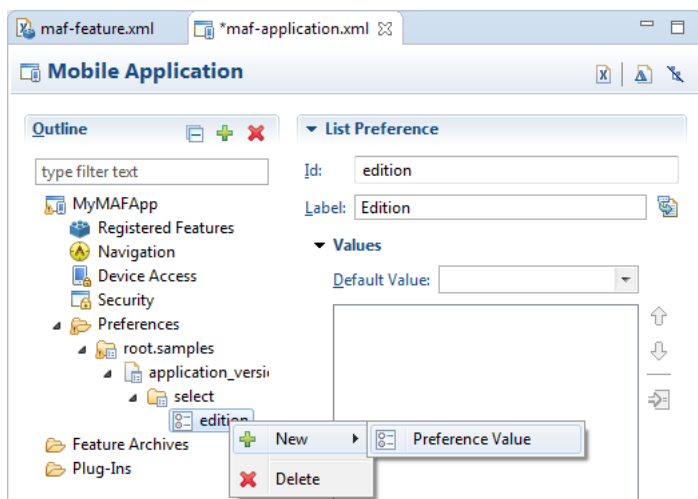 maf-feature.xml
*maf-application.xml
Mobile Application
Outline
type filter text
MyMAFApp
Registered Features
Navigation
Device Access
Security
Preferences
root.samples
application_versi
select
edition
Feature Archives
Plug-Ins
New
Delete
Preference Value
List Preference
Id: edition
Label: Edition
Values
Default Value: